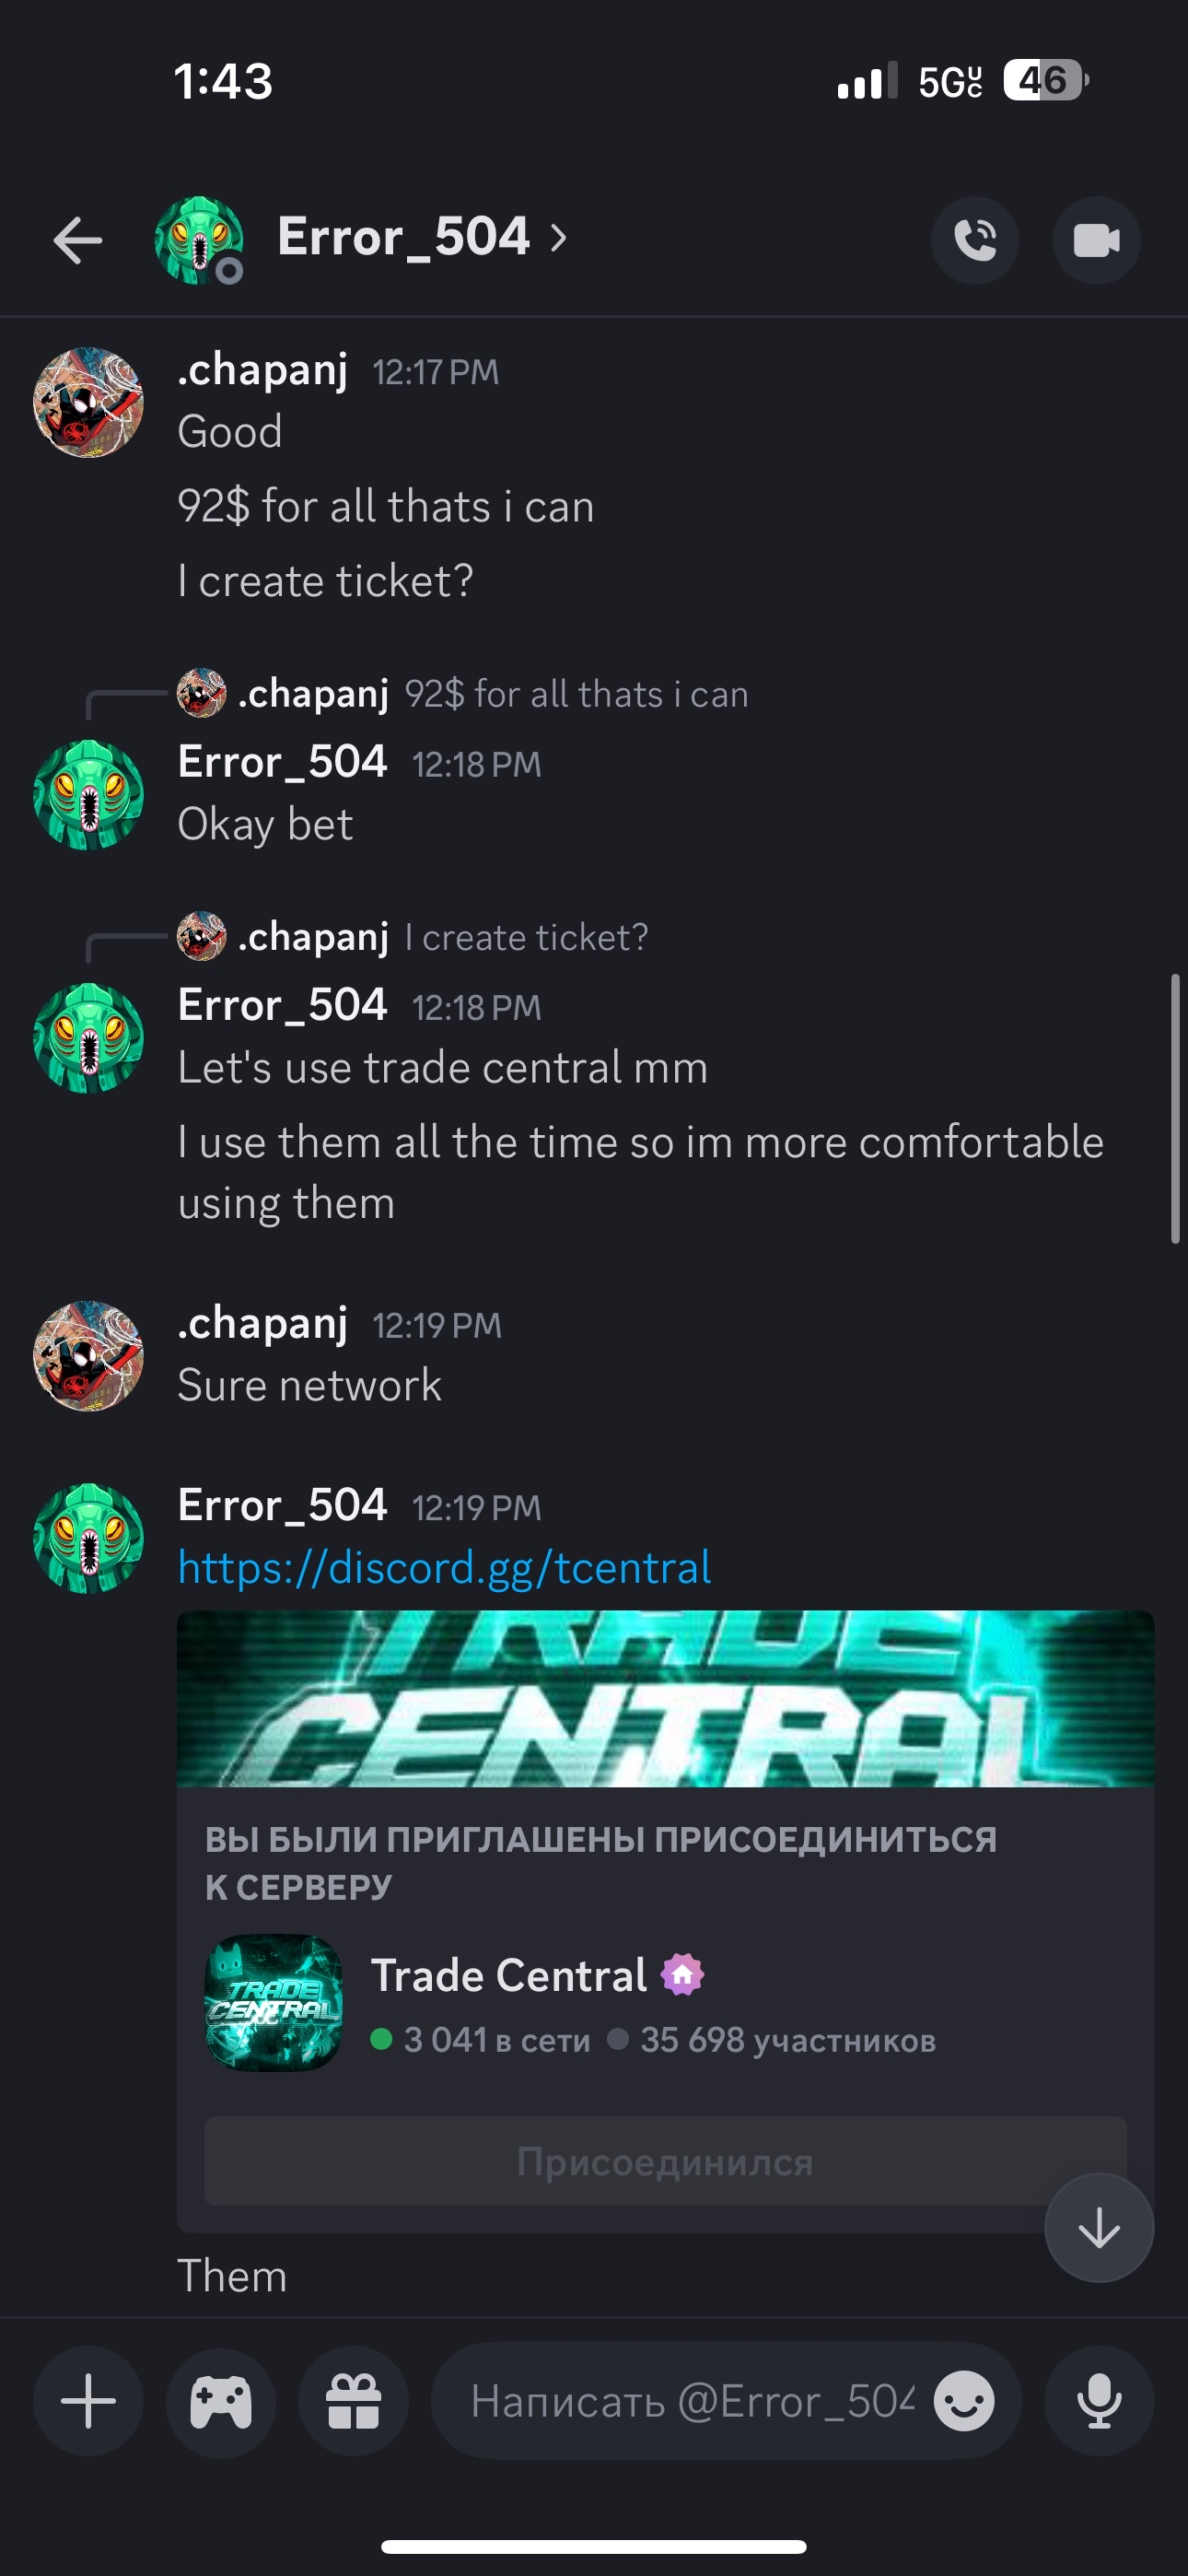 1:43
5GUC
46
Error_504
.chapanj 12:17 PM
Good
92$ for all thats i can
I create ticket?
.chapanj 92$ for all thats i can
Error_504 12:18 PM
Okay bet
.chapanj I create ticket?
Error_504 12:18 PM
Let's use trade central mm
I use them all the time so im more comfortable
using them
.chapanj 12:19 PM
Sure network
Error_504 12:19 PM
https://discord.gg/tcentral
TRADE
CENTRAL
ВЫ БЫЛИ ПРИГЛАШЕНЫ ПРИСОЕДИНИТЬСЯ
К СЕРВЕРУ
TRADE
CENTRAL
Trade Central
3 041 в сети 35 698 участников
Присоединился
Them
Написать @Error_504